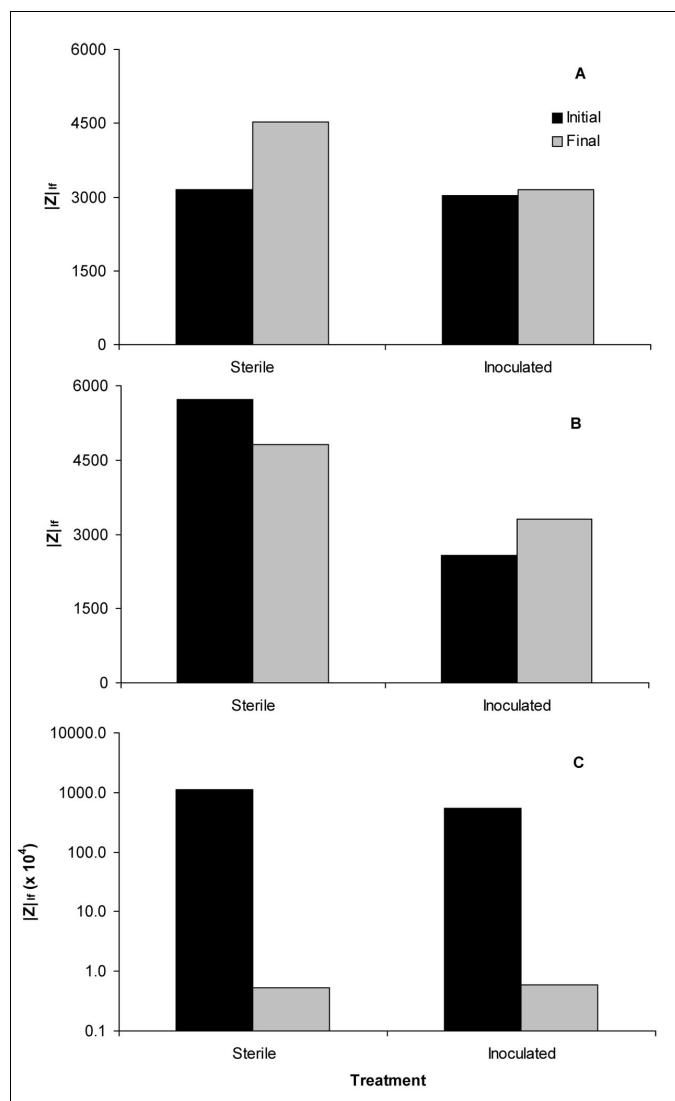 6000
A
■ Initial
4500
■ Final
|Z|lf
3000
1500
0
Sterile Inoculated
6000
B
4500
|Z|lf
3000
1500
0
Sterile Inoculated
10000.0
C
1000.0
|Z|lf (x 10⁴)
100.0
10.0
1.0
0.1
Sterile Inoculated
Treatment